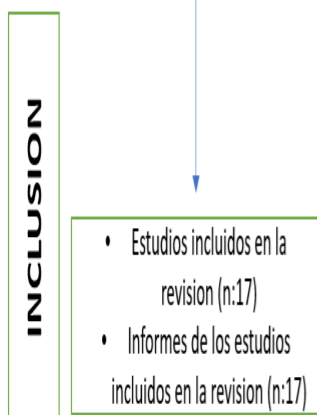 INCLUSION
• Estudios incluidos en la
revision (n:17)
• Informes de los estudios
incluidos en la revision (n:17)